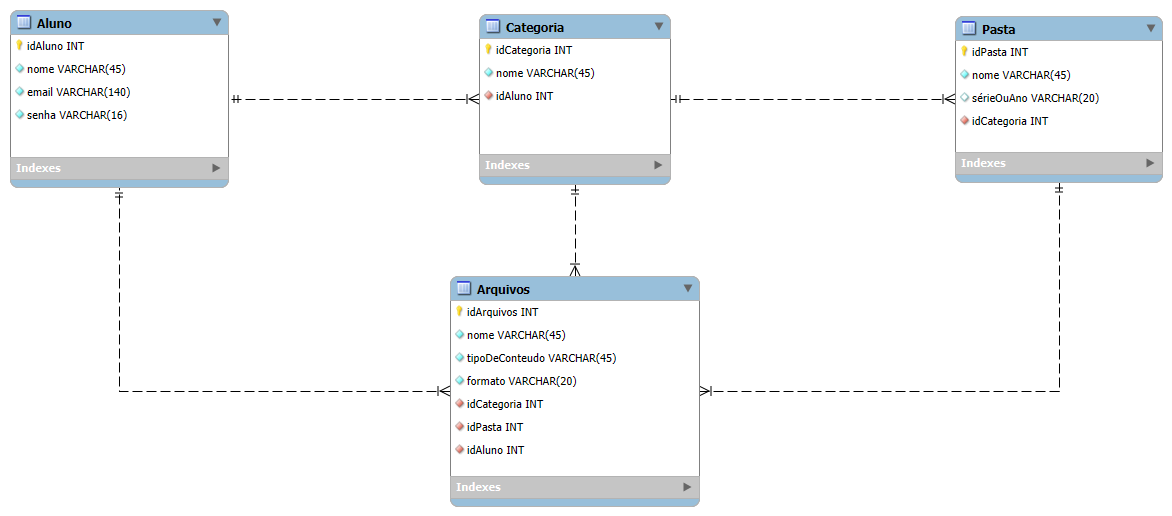 Aluno
idAluno INT
nome VARCHAR(45)
email VARCHAR(140)
senha VARCHAR(16)
Indexes
Categoria
idCategoria INT
nome VARCHAR(45)
idAluno INT
Indexes
Pasta
idPasta INT
nome VARCHAR(45)
sérieOuAno VARCHAR(20)
idCategoria INT
Indexes
Arquivos
idArquivos INT
nome VARCHAR(45)
tipoDeConteudo VARCHAR(45)
formato VARCHAR(20)
idCategoria INT
idPasta INT
idAluno INT
Indexes